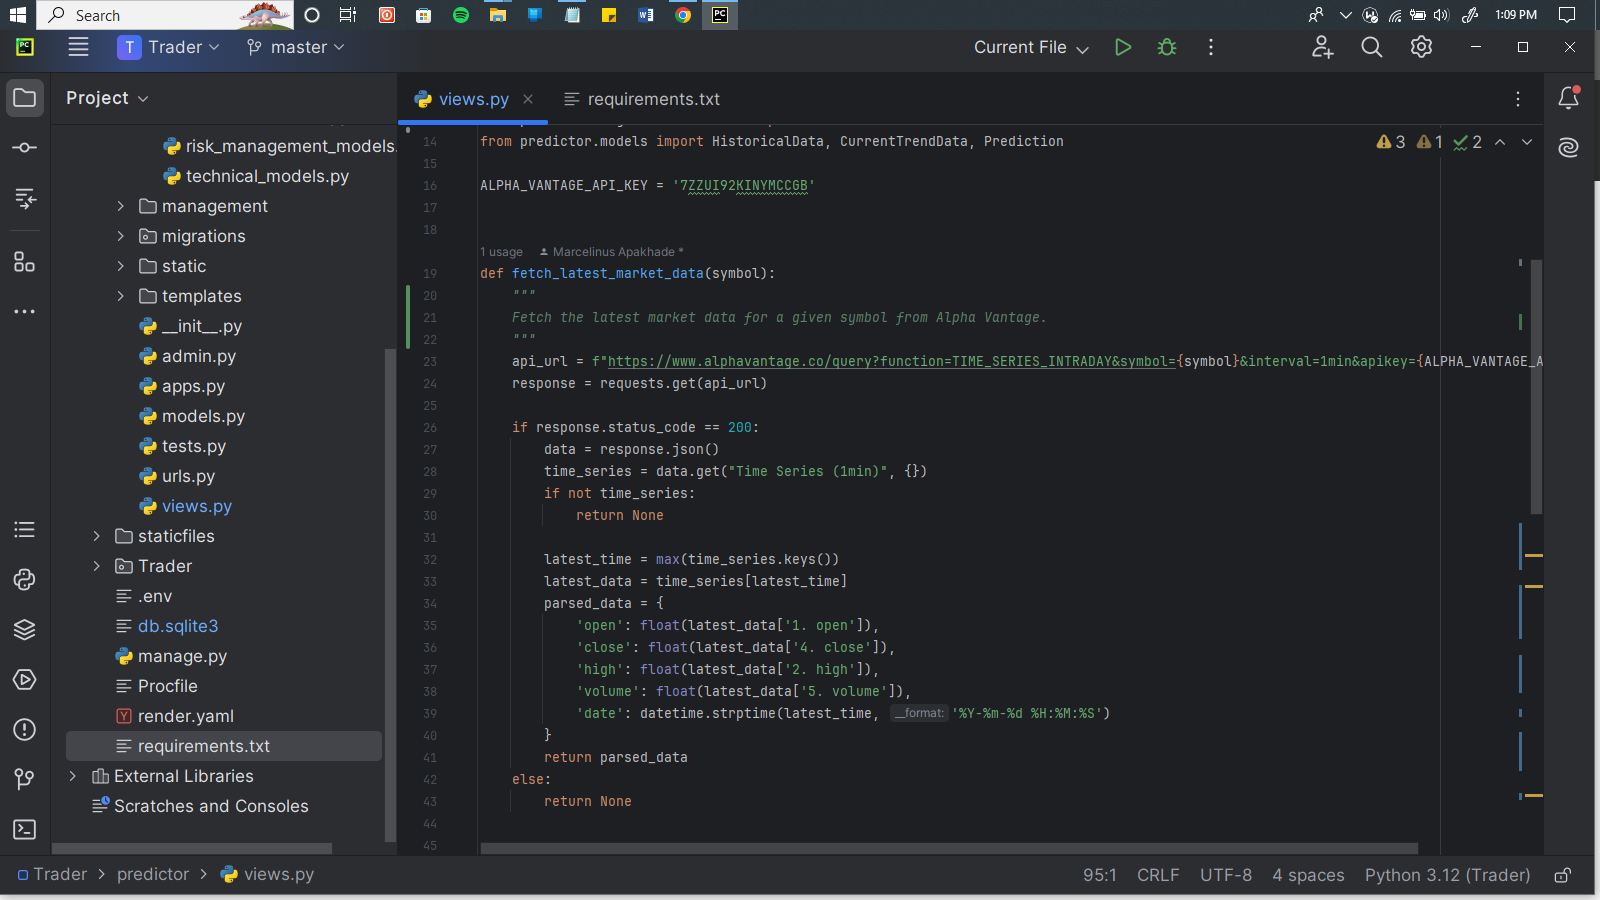 Search
1:09 PM
PC
T Trader
master
Current File
Project
views.py
requirements.txt
risk_management_models.
technical_models.py
management
migrations
static
templates
__init__.py
admin.py
apps.py
models.py
tests.py
urls.py
views.py
staticfiles
Trader
.env
db.sqlite3
manage.py
Procfile
render.yaml
requirements.txt
External Libraries
Scratches and Consoles
3 1 2
14 from predictor.models import HistoricalData, CurrentTrendData, Prediction
15
16 ALPHA_VANTAGE_API_KEY = '7ZZUI92KINYMCCGB'
17
18
1 usage Marcelinus Apakhade *
19 def fetch_latest_market_data(symbol):
20 """
21 Fetch the latest market data for a given symbol from Alpha Vantage.
22 """
23 api_url = f"https://www.alphavantage.co/query?function=TIME_SERIES_INTRADAY&symbol={symbol}&interval=1min&apikey={ALPHA_VANTAGE_A
24 response = requests.get(api_url)
25
26 if response.status_code == 200:
27 data = response.json()
28 time_series = data.get("Time Series (1min)", {})
29 if not time_series:
30 return None
31
32 latest_time = max(time_series.keys())
33 latest_data = time_series[latest_time]
34 parsed_data = {
35 'open': float(latest_data['1. open']),
36 'close': float(latest_data['4. close']),
37 'high': float(latest_data['2. high']),
38 'volume': float(latest_data['5. volume']),
39 'date': datetime.strptime(latest_time, __format: '%Y-%m-%d %H:%M:%S')
40 }
41 return parsed_data
42 else:
43 return None
44
45
Trader > predictor > views.py
95:1 CRLF UTF-8 4 spaces Python 3.12 (Trader)